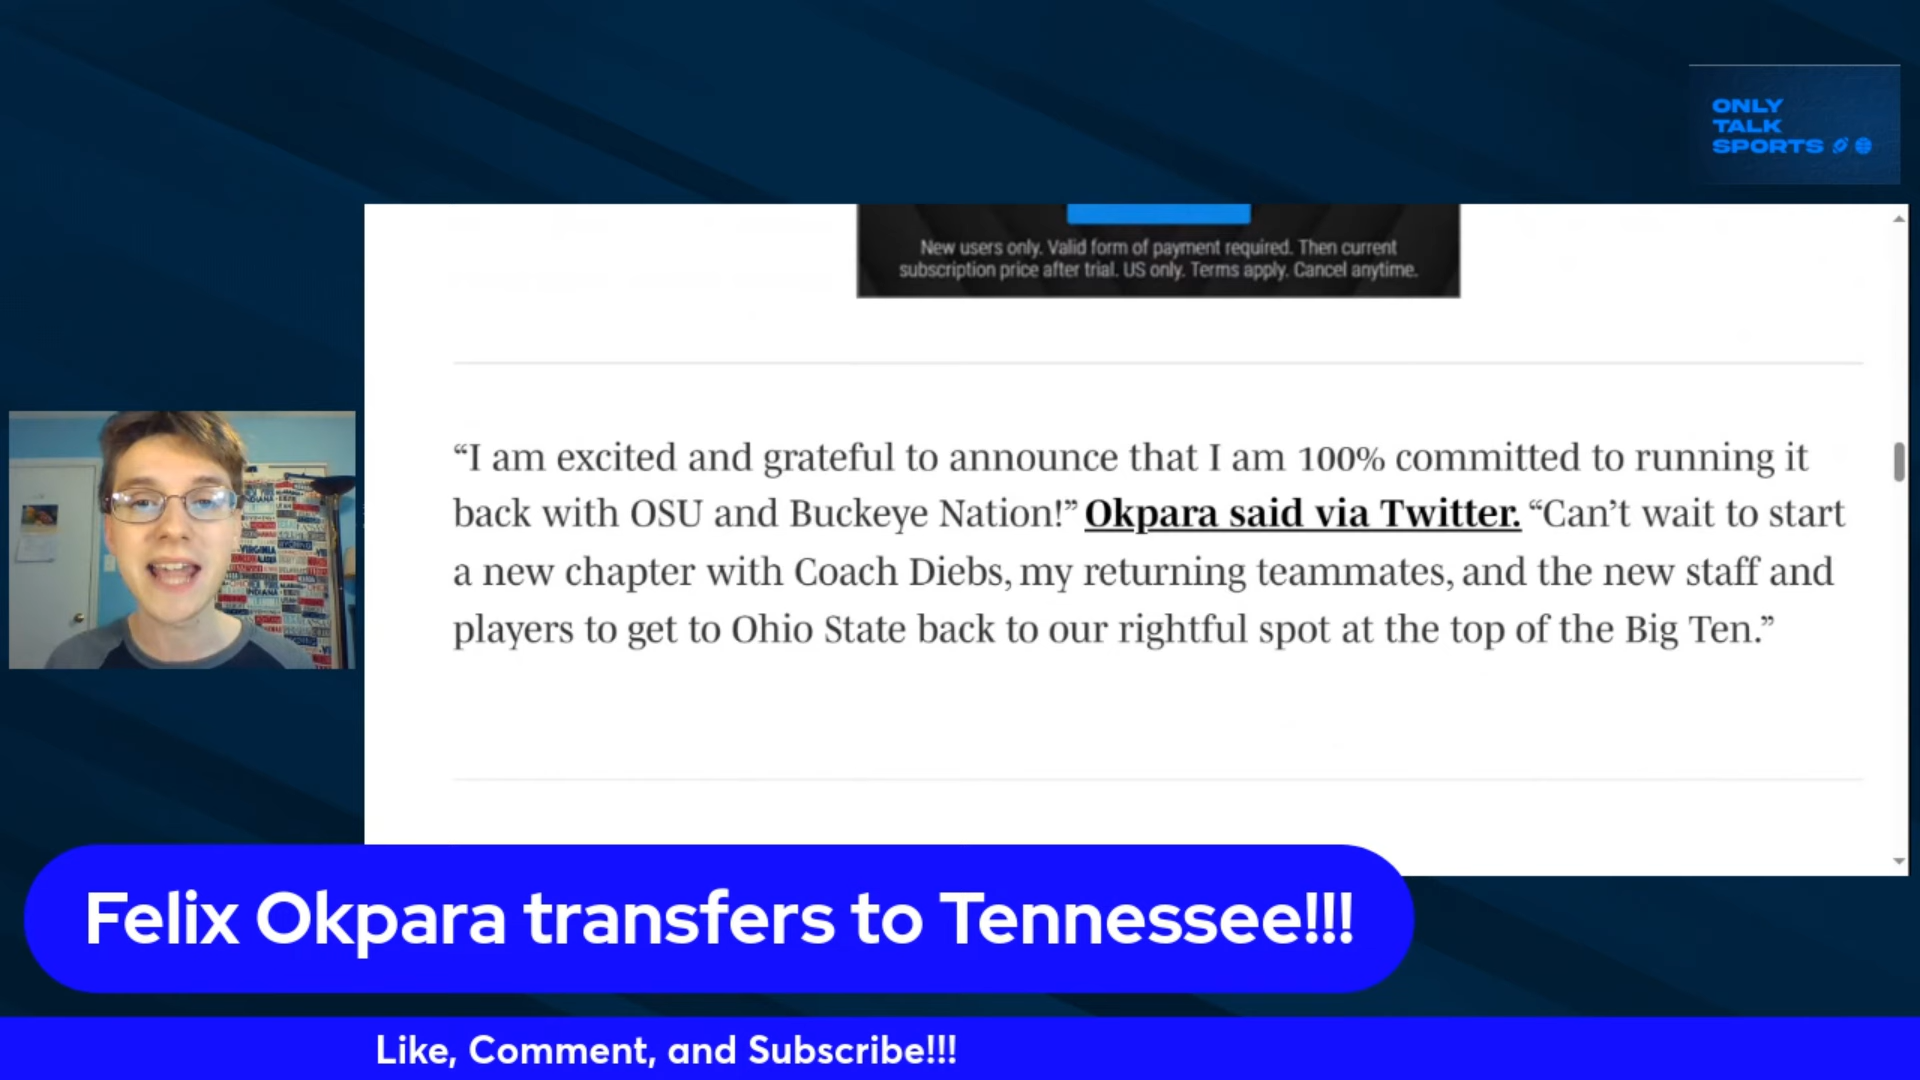 ONLY
TALK
SPORTS
New users only. Valid form of payment required. Then current
subscription price after trial. US only. Terms apply. Cancel anytime.
“I am excited and grateful to announce that I am 100% committed to running it
back with OSU and Buckeye Nation!” Okpara said via Twitter. “Can’t wait to start
a new chapter with Coach Diebs, my returning teammates, and the new staff and
players to get to Ohio State back to our rightful spot at the top of the Big Ten.”
INDIANA
VIRGINIA
INDIANA
Felix Okpara transfers to Tennessee!!!
Like, Comment, and Subscribe!!!